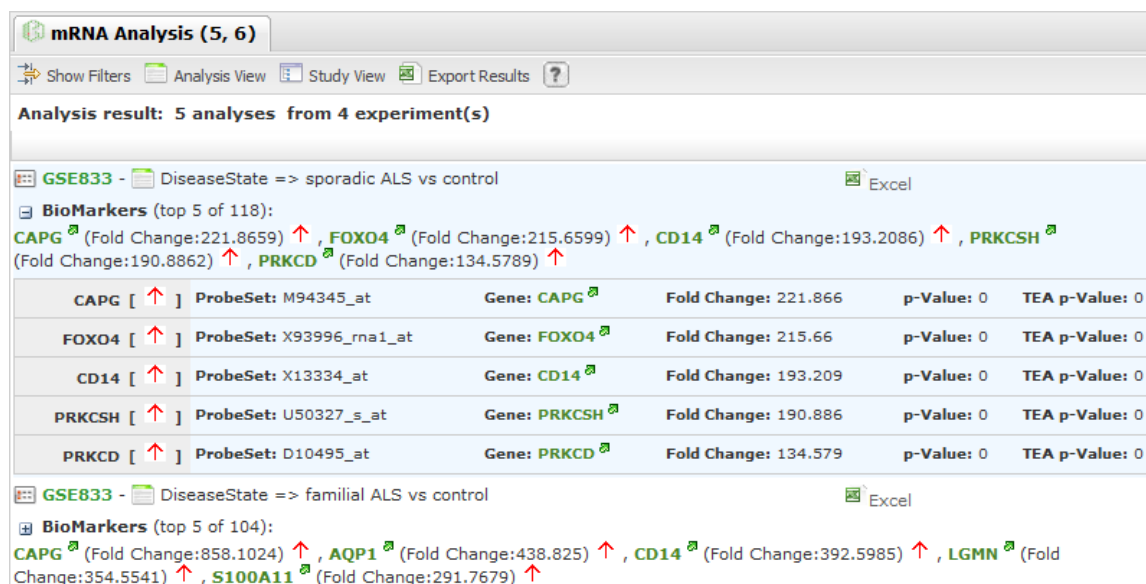 mRNA Analysis (5, 6)
Show Filters Analysis View Study View Export Results ?
Analysis result: 5 analyses from 4 experiment(s)
GSE833 - DiseaseState => sporadic ALS vs control Excel
BioMarkers (top 5 of 118):
CAPG (Fold Change:221.8659) ↑ , FOXO4 (Fold Change:215.6599) ↑ , CD14 (Fold Change:193.2086) ↑ , PRKCSH
(Fold Change:190.8862) ↑ , PRKCD (Fold Change:134.5789) ↑
CAPG [ ↑ ] ProbeSet: M94345_at Gene: CAPG Fold Change: 221.866 p-Value: 0 TEA p-Value: 0
FOXO4 [ ↑ ] ProbeSet: X93996_rna1_at Gene: FOXO4 Fold Change: 215.66 p-Value: 0 TEA p-Value: 0
CD14 [ ↑ ] ProbeSet: X13334_at Gene: CD14 Fold Change: 193.209 p-Value: 0 TEA p-Value: 0
PRKCSH [ ↑ ] ProbeSet: U50327_s_at Gene: PRKCSH Fold Change: 190.886 p-Value: 0 TEA p-Value: 0
PRKCD [ ↑ ] ProbeSet: D10495_at Gene: PRKCD Fold Change: 134.579 p-Value: 0 TEA p-Value: 0
GSE833 - DiseaseState => familial ALS vs control Excel
BioMarkers (top 5 of 104):
CAPG (Fold Change:858.1024) ↑ , AQP1 (Fold Change:438.825) ↑ , CD14 (Fold Change:392.5985) ↑ , LGMN (Fold
Change:354.5541) ↑ , S100A11 (Fold Change:291.7679) ↑